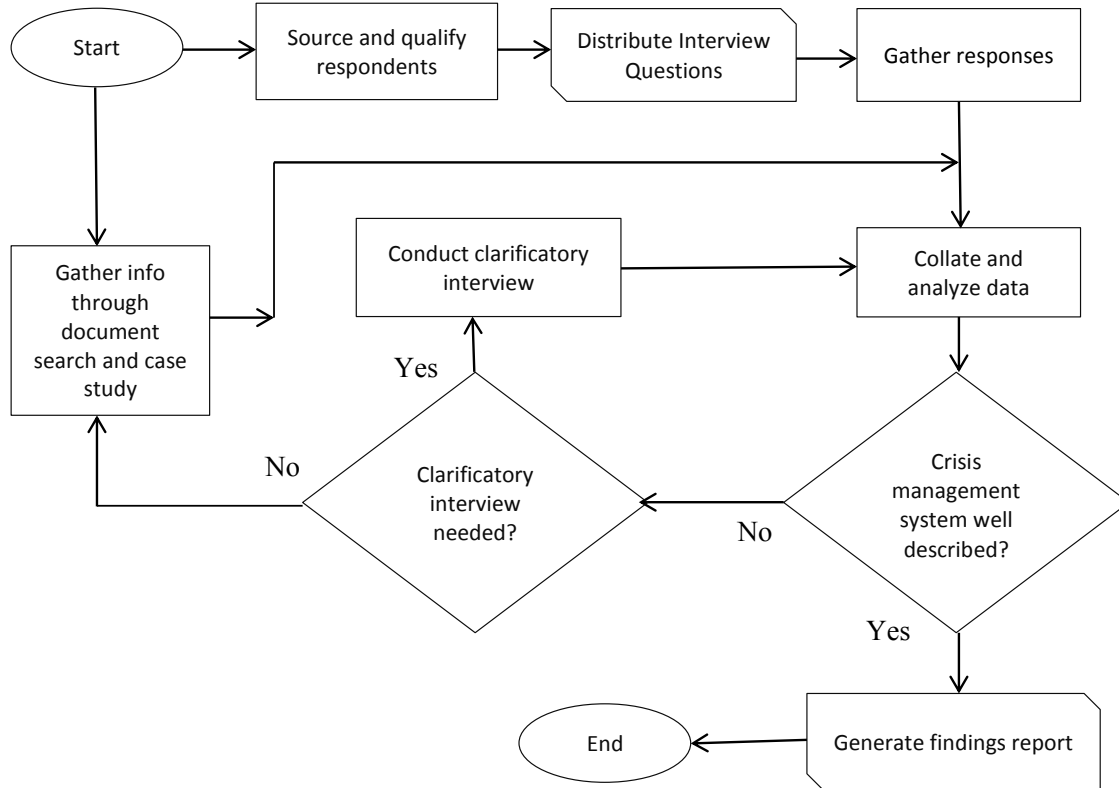 Start
Source and qualify
respondents
Distribute Interview
Questions
Gather responses
Gather info
through
document
search and case
study
Conduct clarificatory
interview
Collate and
analyze data
Yes
No
Clarificatory
interview
needed?
No
Crisis
management
system well
described?
Yes
End
Generate findings report